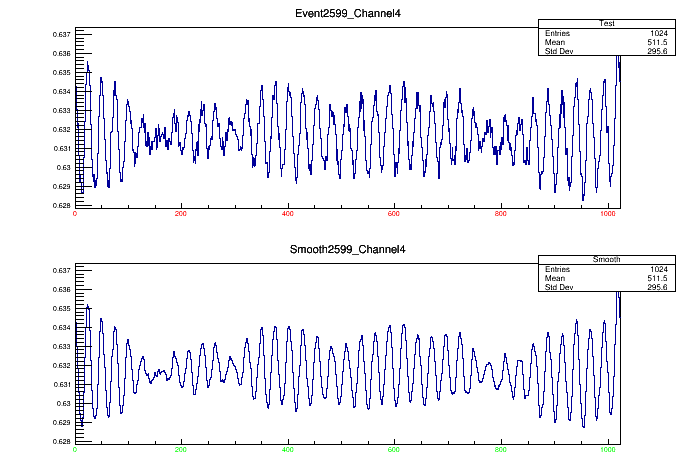 Event2599_Channel4
Test
Entries 1024
Mean 511.5
Std Dev 295.6
0.637
0.636
0.635
0.634
0.633
0.632
0.631
0.63
0.629
0.628
0 200 400 600 800 1000
Smooth2599_Channel4
Smooth
Entries 1024
Mean 511.5
Std Dev 295.6
0.637
0.636
0.635
0.634
0.633
0.632
0.631
0.63
0.629
0.628
0 200 400 600 800 1000